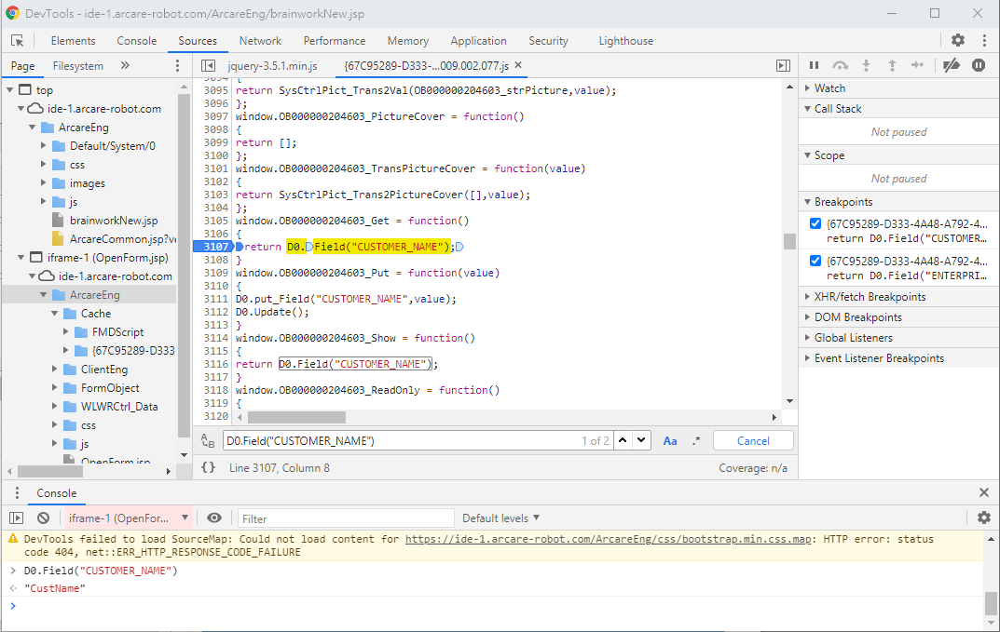 DevTools - ide-1.arcare-robot.com/ArcareEng/brainworkNew.jsp
Elements Console Sources Network Performance Memory Application Security Lighthouse
Page Filesystem »
top
ide-1.arcare-robot.com
ArcareEng
Default/System/0
css
images
js
brainworkNew.jsp
ArcareCommon.jsp?v
iframe-1 (OpenForm.jsp)
ide-1.arcare-robot.com
ArcareEng
Cache
FMDScript
{67C95289-D333
ClientEng
FormObject
WLWRCtrl_Data
css
js
OpenForm.jsp
jquery-3.5.1.min.js {67C95289-D333-...009.002.077.js ×
3094 {
3095 return SysCtrlPict_Trans2Val(OB000000204603_strPicture,value);
3096 };
3097 window.OB000000204603_PictureCover = function()
3098 {
3099 return [];
3100 };
3101 window.OB000000204603_TransPictureCover = function(value)
3102 {
3103 return SysCtrlPict_Trans2PictureCover([],value);
3104 };
3105 window.OB000000204603_Get = function()
3106 {
3107 return D0.Field("CUSTOMER_NAME");
3108 }
3109 window.OB000000204603_Put = function(value)
3110 {
3111 D0.put_Field("CUSTOMER_NAME",value);
3112 D0.Update();
3113 }
3114 window.OB000000204603_Show = function()
3115 {
3116 return D0.Field("CUSTOMER_NAME");
3117 }
3118 window.OB000000204603_ReadOnly = function()
3119 {
3120
D0.Field("CUSTOMER_NAME") 1 of 2 Aa .* Cancel
{} Line 3107, Column 8 Coverage: n/a
Watch
Call Stack
Not paused
Scope
Not paused
Breakpoints
{67C95289-D333-4A48-A792-4...
return D0.Field("CUSTOMER...
{67C95289-D333-4A48-A792-4...
return D0.Field("ENTERPRI...
XHR/fetch Breakpoints
DOM Breakpoints
Global Listeners
Event Listener Breakpoints
Console
iframe-1 (OpenFor... Filter Default levels
DevTools failed to load SourceMap: Could not load content for https://ide-1.arcare-robot.com/ArcareEng/css/bootstrap.min.css.map: HTTP error: status
code 404, net::ERR_HTTP_RESPONSE_CODE_FAILURE
D0.Field("CUSTOMER_NAME")
"CustName"